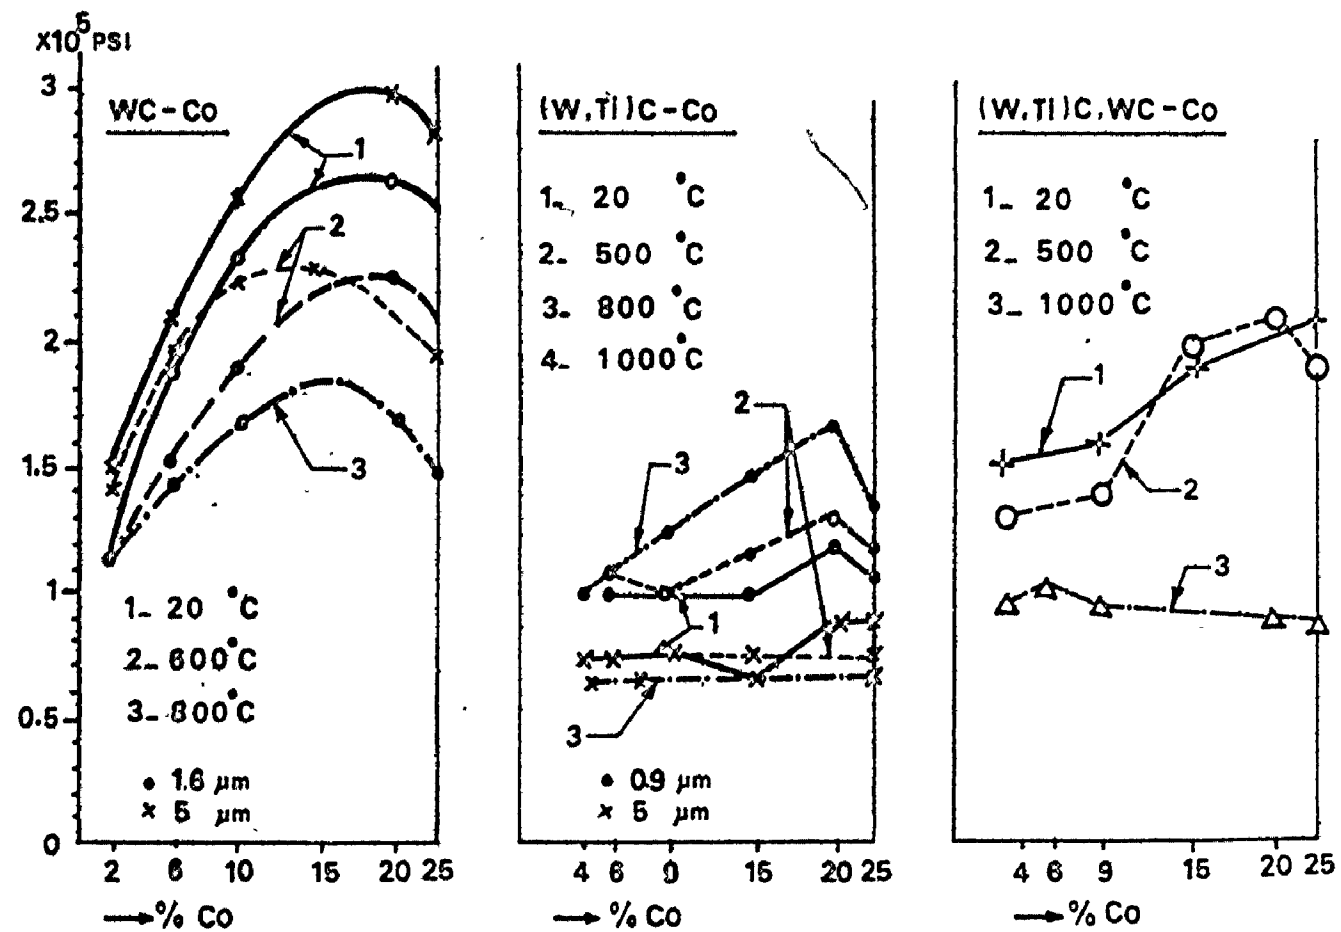 X10⁵ PSI
3
2.5
2
1.5
1
0.5
0
WC-Co
1
2
3
1_ 20 °C
2_ 600°C
3_ 800°C
• 1.6 µm
× 5 µm
2 6 10 15 20 25
→% Co
(W,TI)C-Co
1_ 20 °C
2_ 500 °C
3_ 800 °C
4_ 1000°C
2
3
1
3
• 0.9 µm
× 5 µm
4 6 9 15 20 25
→ % Co
(W,TI)C,WC-Co
1_ 20 °C
2_ 500 °C
3_ 1000 °C
1
2
3
4 6 9 15 20 25
→% Co